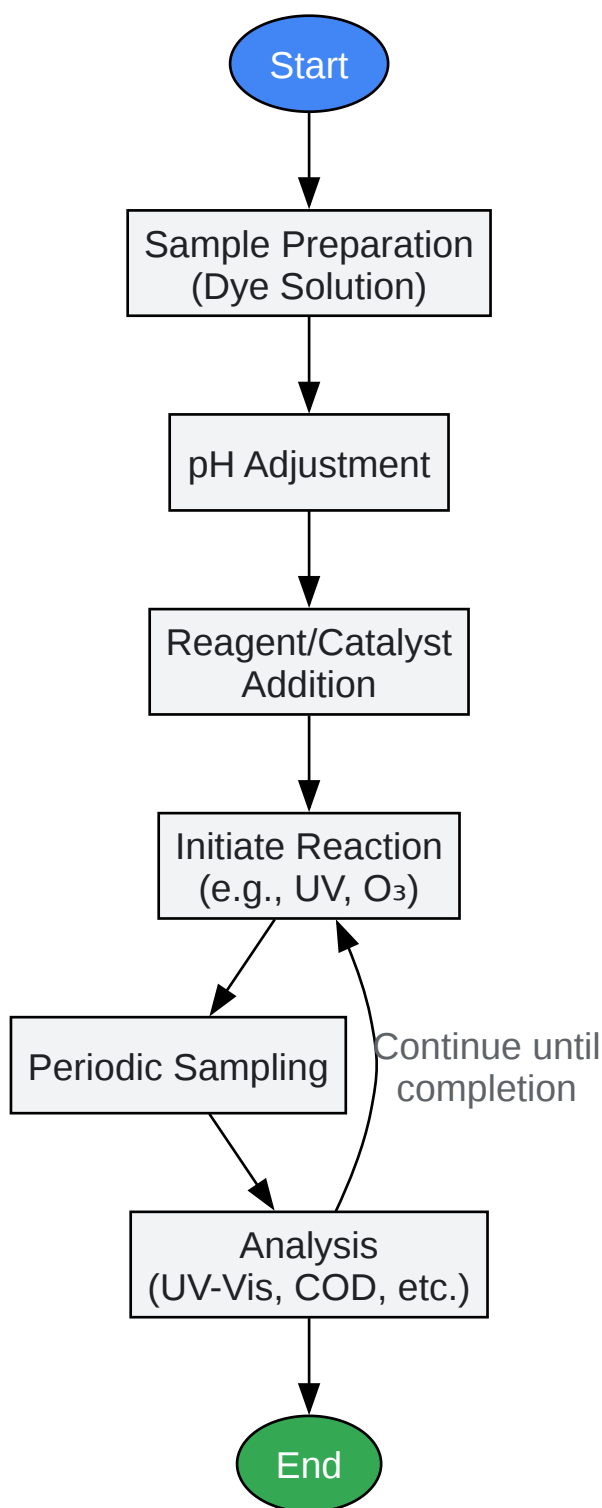 Start
Sample Preparation
(Dye Solution)
pH Adjustment
Reagent/Catalyst
Addition
Initiate Reaction
(e.g., UV, O₃)
Periodic Sampling
Continue until
completion
Analysis
(UV-Vis, COD, etc.)
End